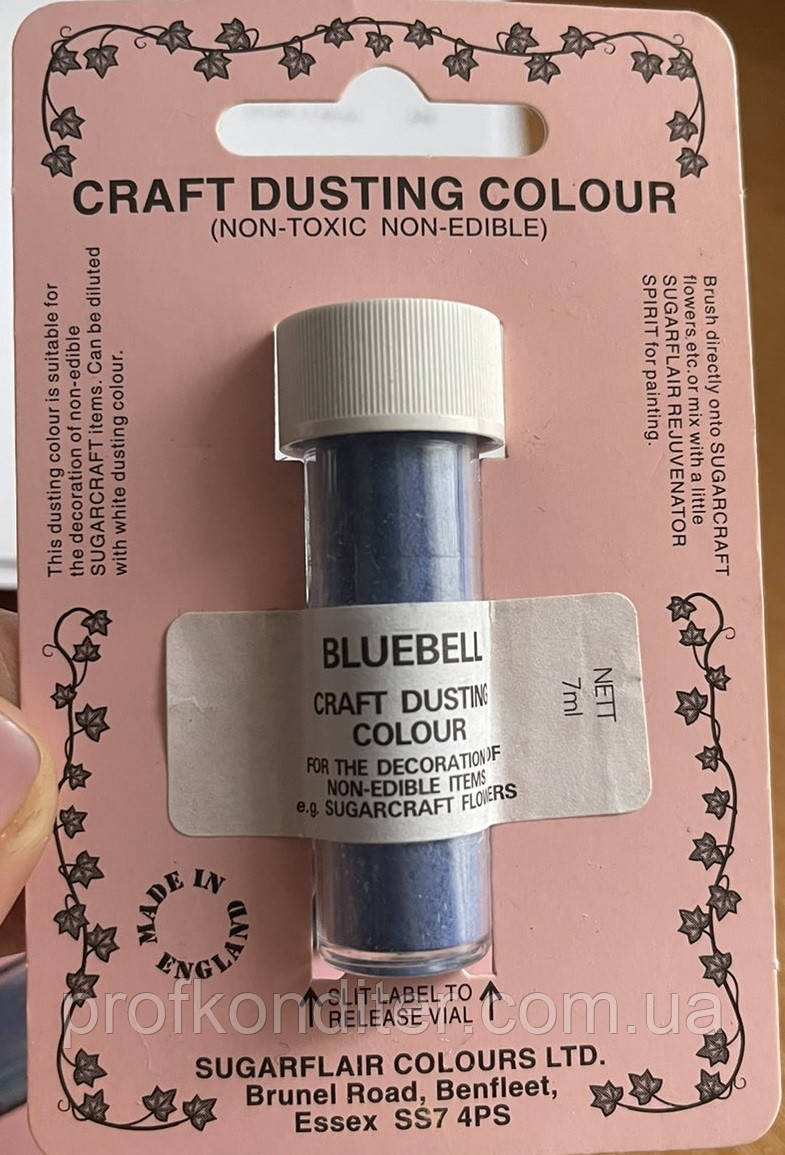 CRAFT DUSTING COLOUR
(NON-TOXIC NON-EDIBLE)
This dusting colour is suitable for
the decoration of non-edible
SUGARCRAFT items. Can be diluted
with white dusting colour.
Brush directly onto SUGARCRAFT
flowers etc. or mix with a little
SUGARFLAIR REJUVENATOR
SPIRIT for painting.
BLUEBELL
CRAFT DUSTING
COLOUR
FOR THE DECORATION OF
NON-EDIBLE ITEMS
e.g. SUGARCRAFT FLOWERS
NETT
7ml
MADE IN
ENGLAND
SLIT LABEL TO
RELEASE VIAL
profkonditer.com.ua
SUGARFLAIR COLOURS LTD.
Brunel Road, Benfleet,
Essex SS7 4PS